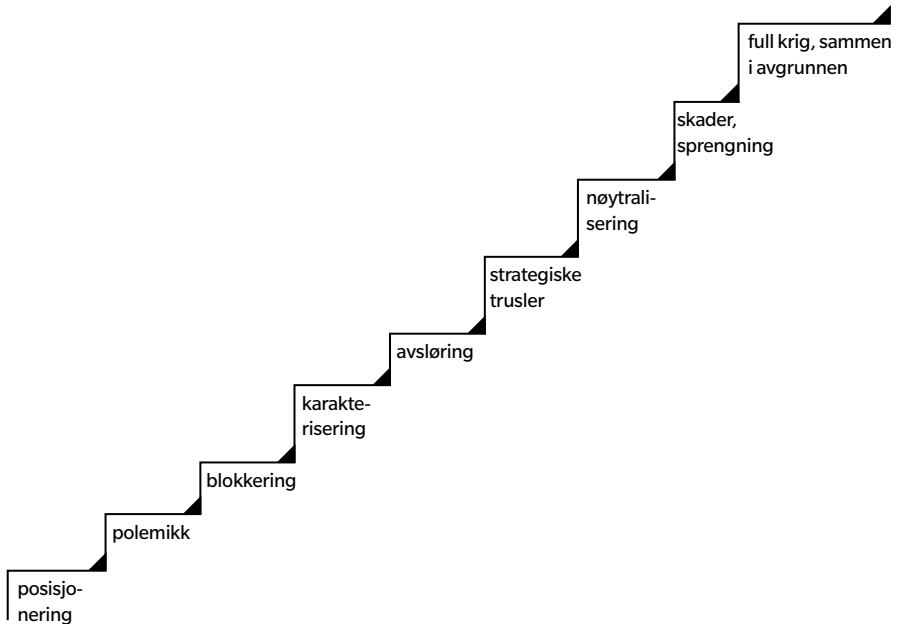 full krig, sammen
i avgrunnen
skader,
sprengning
nøytrali-
sering
strategiske
trusler
avsløring
karakte-
risering
blokkering
polemikk
posisjo-
nering